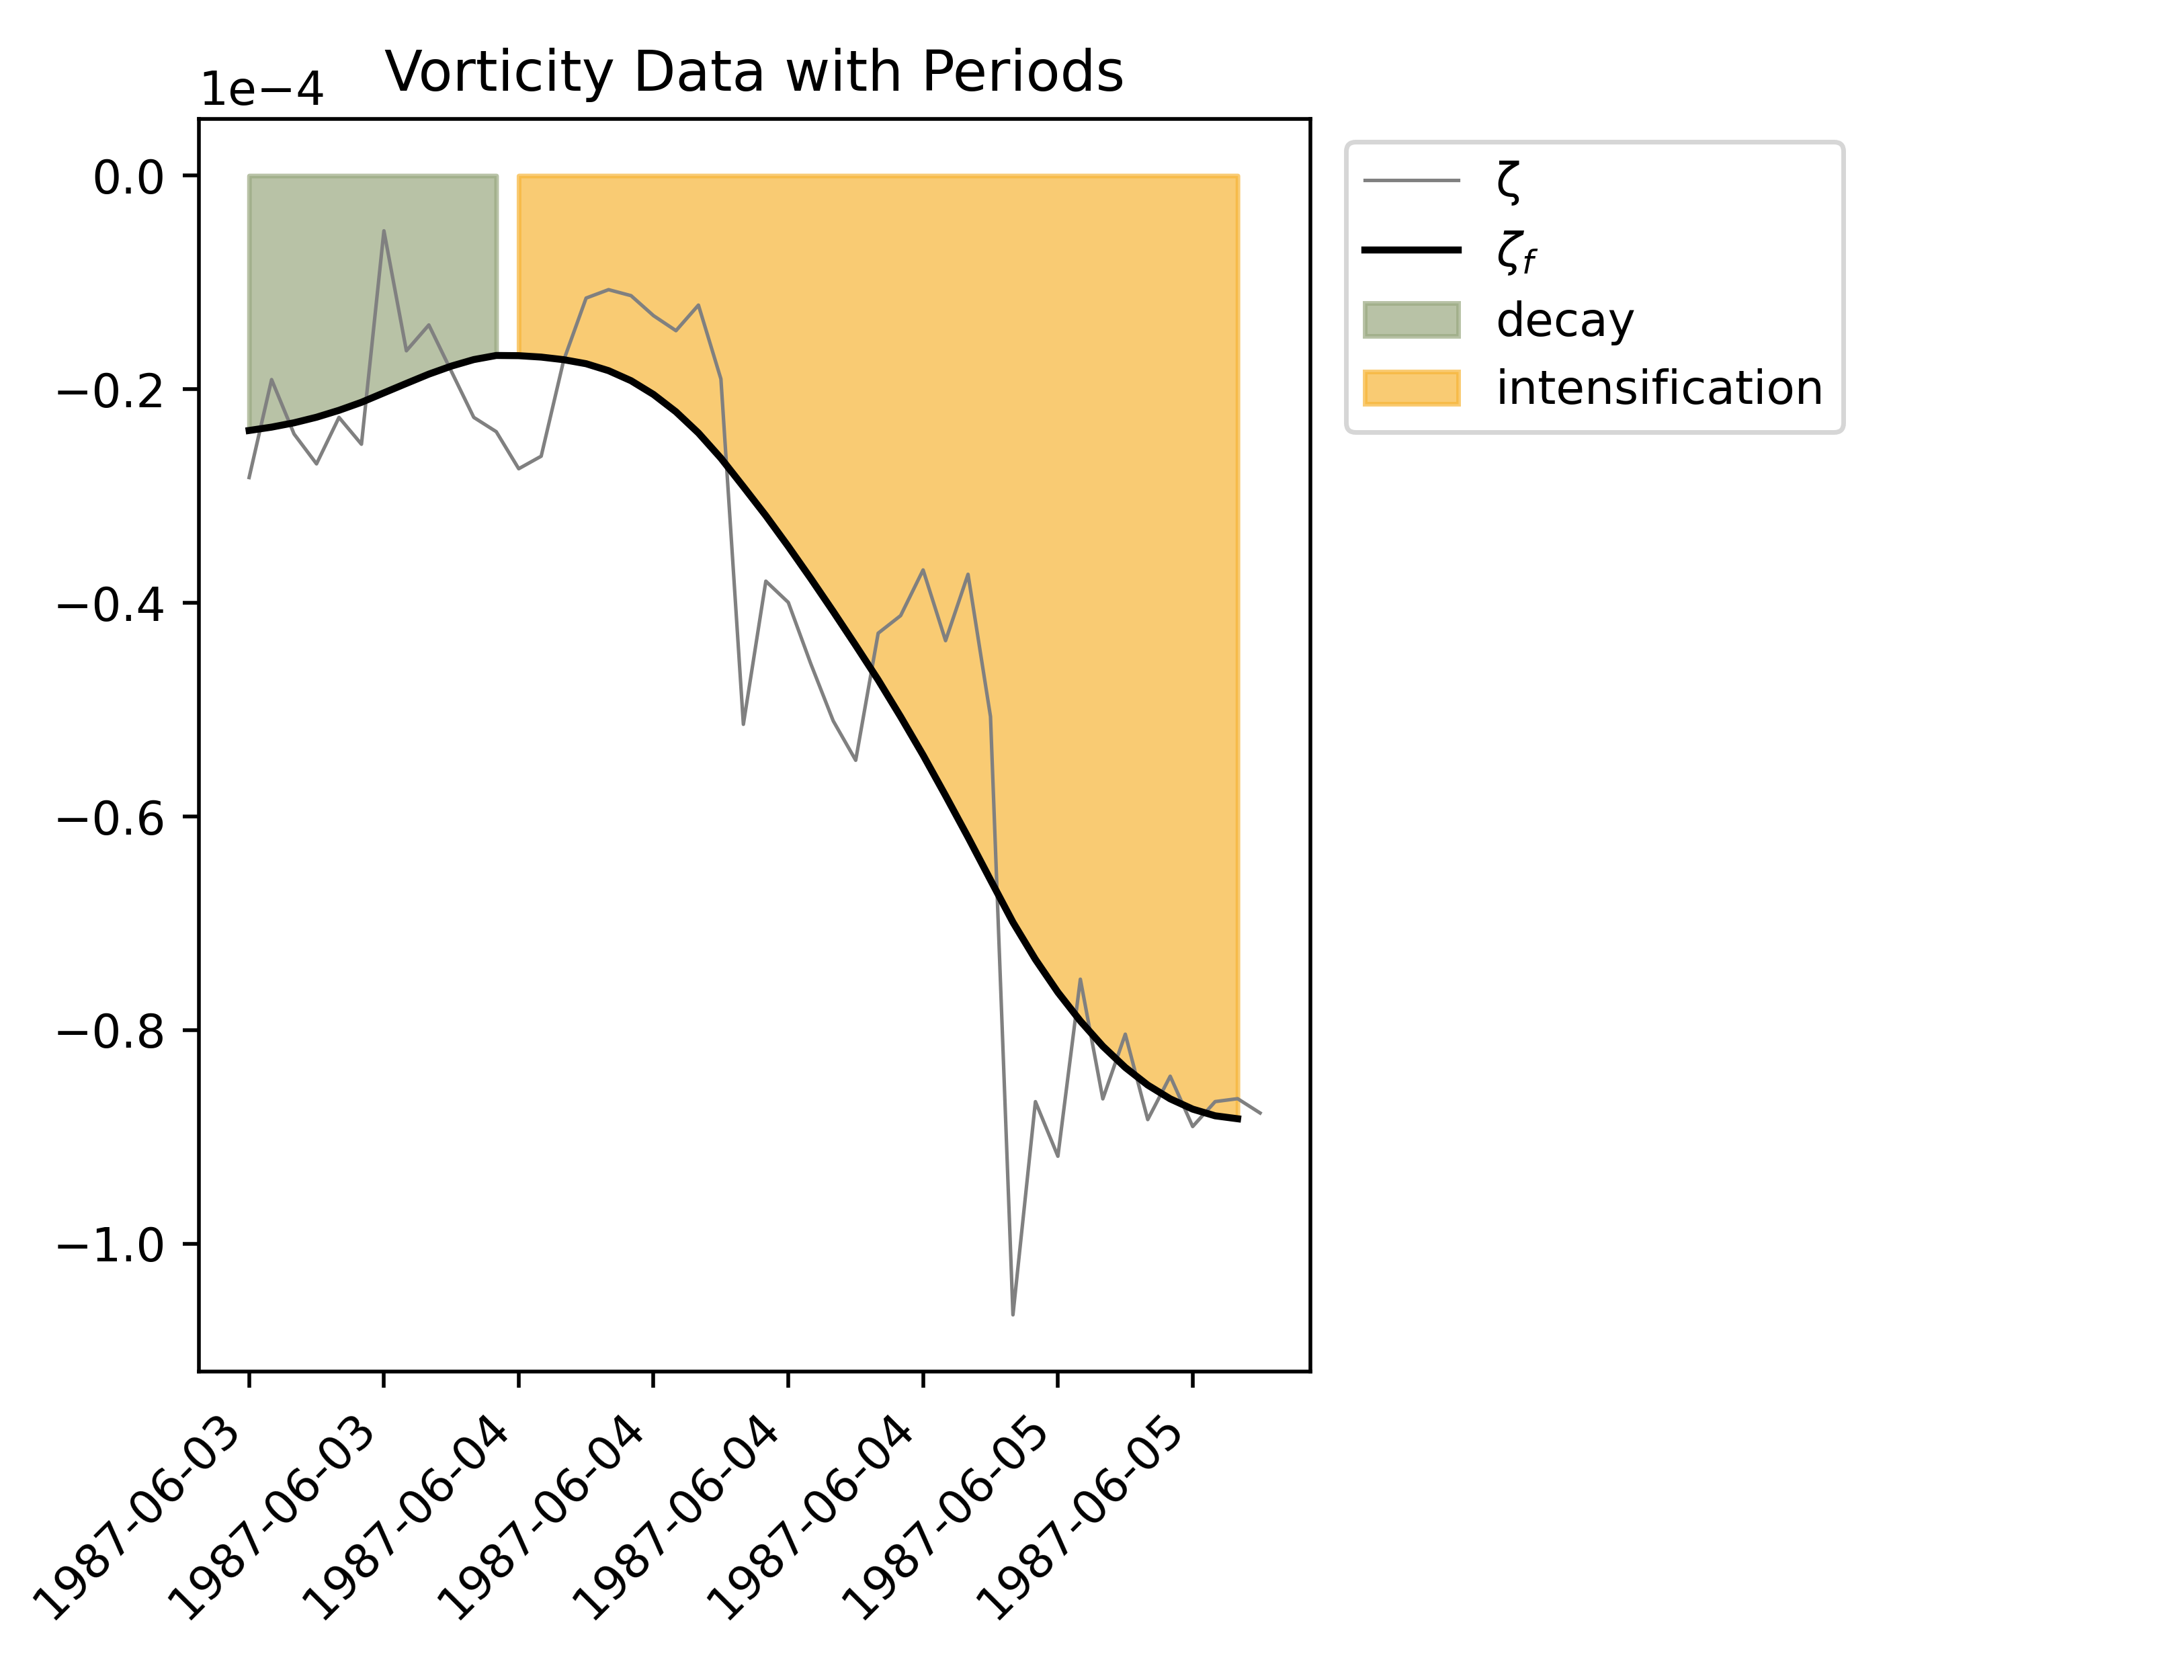 Vorticity Data with Periods
1e−4
0.0
−0.2
−0.4
−0.6
−0.8
−1.0
1987-06-03
1987-06-03
1987-06-04
1987-06-04
1987-06-04
1987-06-04
1987-06-05
1987-06-05
ζ
ζf
decay
intensification